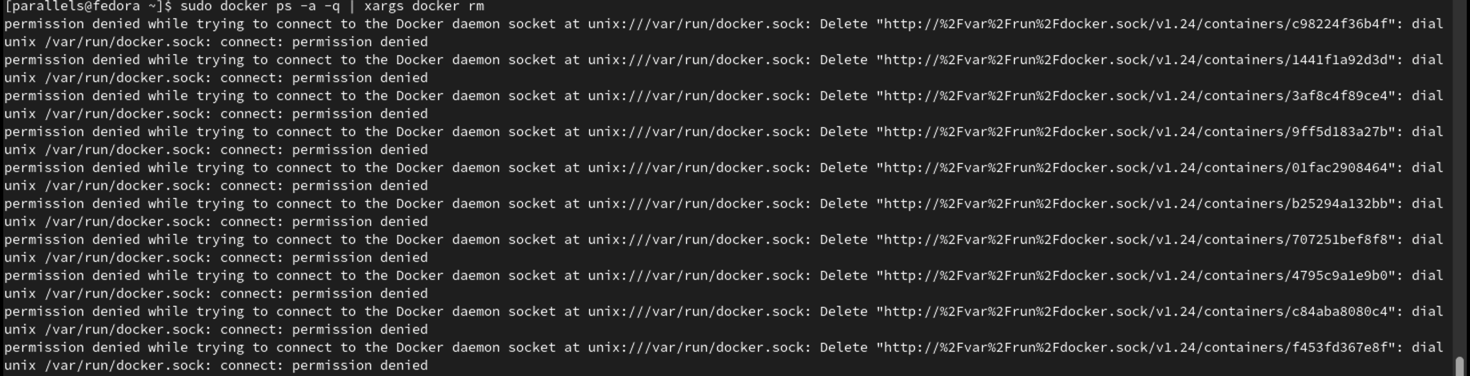 [parallels@fedora ~]$ sudo docker ps -a -q | xargs docker rm
permission denied while trying to connect to the Docker daemon socket at unix:///var/run/docker.sock: Delete "http://%2Fvar%2Frun%2Fdocker.sock/v1.24/containers/c98224f36b4f": dial
unix /var/run/docker.sock: connect: permission denied
permission denied while trying to connect to the Docker daemon socket at unix:///var/run/docker.sock: Delete "http://%2Fvar%2Frun%2Fdocker.sock/v1.24/containers/1441f1a92d3d": dial
unix /var/run/docker.sock: connect: permission denied
permission denied while trying to connect to the Docker daemon socket at unix:///var/run/docker.sock: Delete "http://%2Fvar%2Frun%2Fdocker.sock/v1.24/containers/3af8c4f89ce4": dial
unix /var/run/docker.sock: connect: permission denied
permission denied while trying to connect to the Docker daemon socket at unix:///var/run/docker.sock: Delete "http://%2Fvar%2Frun%2Fdocker.sock/v1.24/containers/9ff5d183a27b": dial
unix /var/run/docker.sock: connect: permission denied
permission denied while trying to connect to the Docker daemon socket at unix:///var/run/docker.sock: Delete "http://%2Fvar%2Frun%2Fdocker.sock/v1.24/containers/01fac2908464": dial
unix /var/run/docker.sock: connect: permission denied
permission denied while trying to connect to the Docker daemon socket at unix:///var/run/docker.sock: Delete "http://%2Fvar%2Frun%2Fdocker.sock/v1.24/containers/b25294a132bb": dial
unix /var/run/docker.sock: connect: permission denied
permission denied while trying to connect to the Docker daemon socket at unix:///var/run/docker.sock: Delete "http://%2Fvar%2Frun%2Fdocker.sock/v1.24/containers/707251bef8f8": dial
unix /var/run/docker.sock: connect: permission denied
permission denied while trying to connect to the Docker daemon socket at unix:///var/run/docker.sock: Delete "http://%2Fvar%2Frun%2Fdocker.sock/v1.24/containers/4795c9a1e9b0": dial
unix /var/run/docker.sock: connect: permission denied
permission denied while trying to connect to the Docker daemon socket at unix:///var/run/docker.sock: Delete "http://%2Fvar%2Frun%2Fdocker.sock/v1.24/containers/c84aba8080c4": dial
unix /var/run/docker.sock: connect: permission denied
permission denied while trying to connect to the Docker daemon socket at unix:///var/run/docker.sock: Delete "http://%2Fvar%2Frun%2Fdocker.sock/v1.24/containers/f453fd367e8f": dial
unix /var/run/docker.sock: connect: permission denied